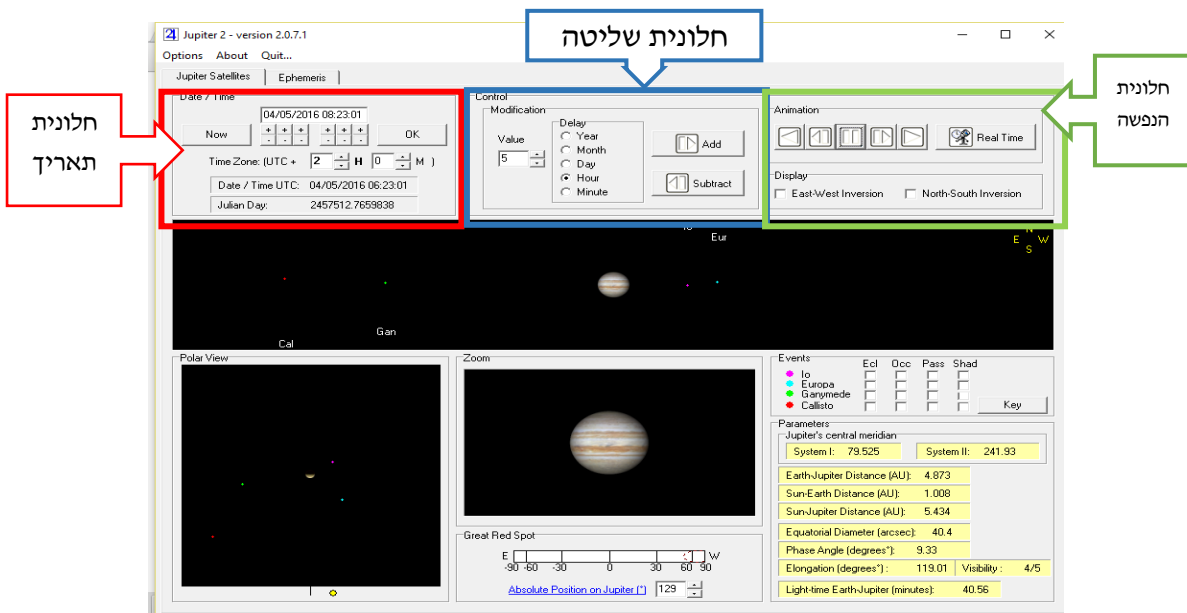 חלונית שליטה
חלונית
תאריך
חלונית
הנפשה
Jupiter 2 - version 2.0.7.1
Options About Quit...
Jupiter Satellites Ephemeris
Date / Time
04/05/2016 08:23:01
Now
+ + + + + +
- - - - - -
OK
Time Zone: (UTC + 2 H 0 M )
Date / Time UTC: 04/05/2016 06:23:01
Julian Day: 2457512.7659838
Control
Modification
Value
5
Delay
Year
Month
Day
Hour
Minute
Add
Subtract
Animation
Real Time
Display
East-West Inversion North-South Inversion
Io
Eur
N
E W
S
Gan
Cal
Polar View
Zoom
Great Red Spot
E W
-90 -60 -30 0 30 60 90
Absolute Position on Jupiter (°) 129
Events
Ecl Occ Pass Shad
Io
Europa
Ganymede
Callisto
Key
Parameters
Jupiter's central meridian
System I: 79.525 System II: 241.93
Earth-Jupiter Distance (AU): 4.873
Sun-Earth Distance (AU): 1.008
Sun-Jupiter Distance (AU): 5.434
Equatorial Diameter (arcsec): 40.4
Phase Angle (degrees°): 9.33
Elongation (degrees°) : 119.01 Visibility : 4/5
Light-time Earth-Jupiter (minutes): 40.56